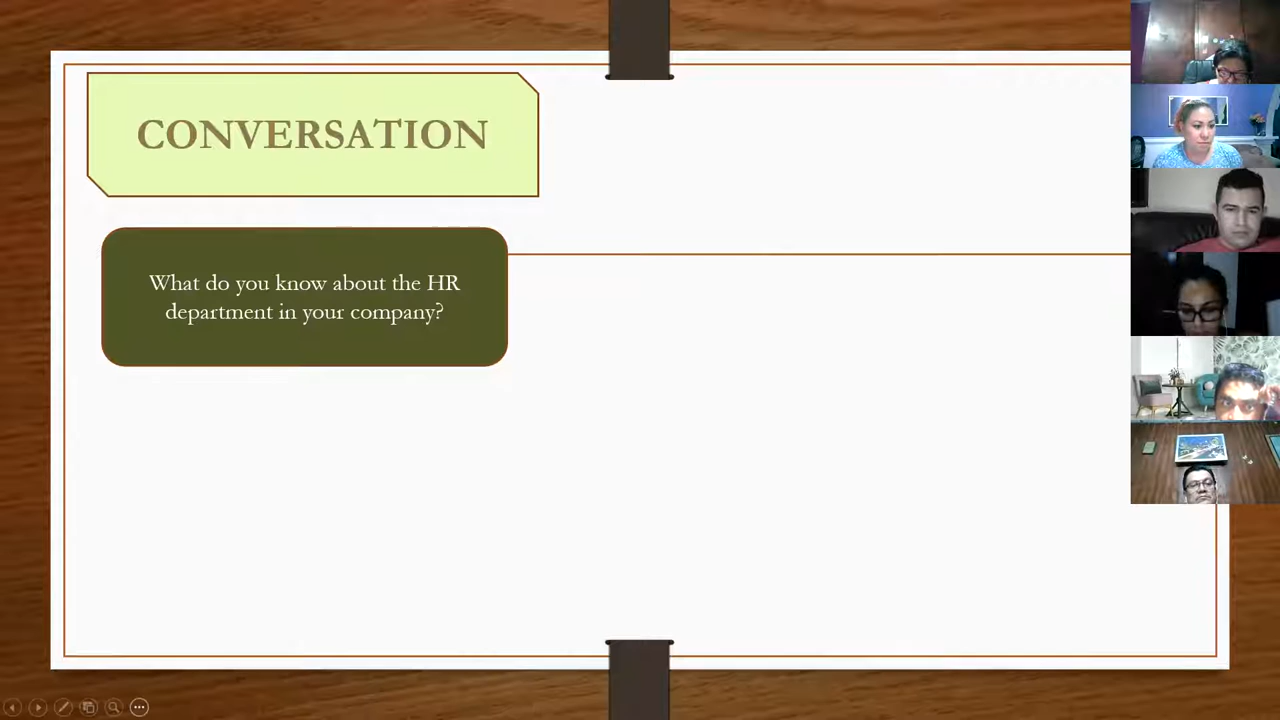 CONVERSATION
What do you know about the HR
department in your company?